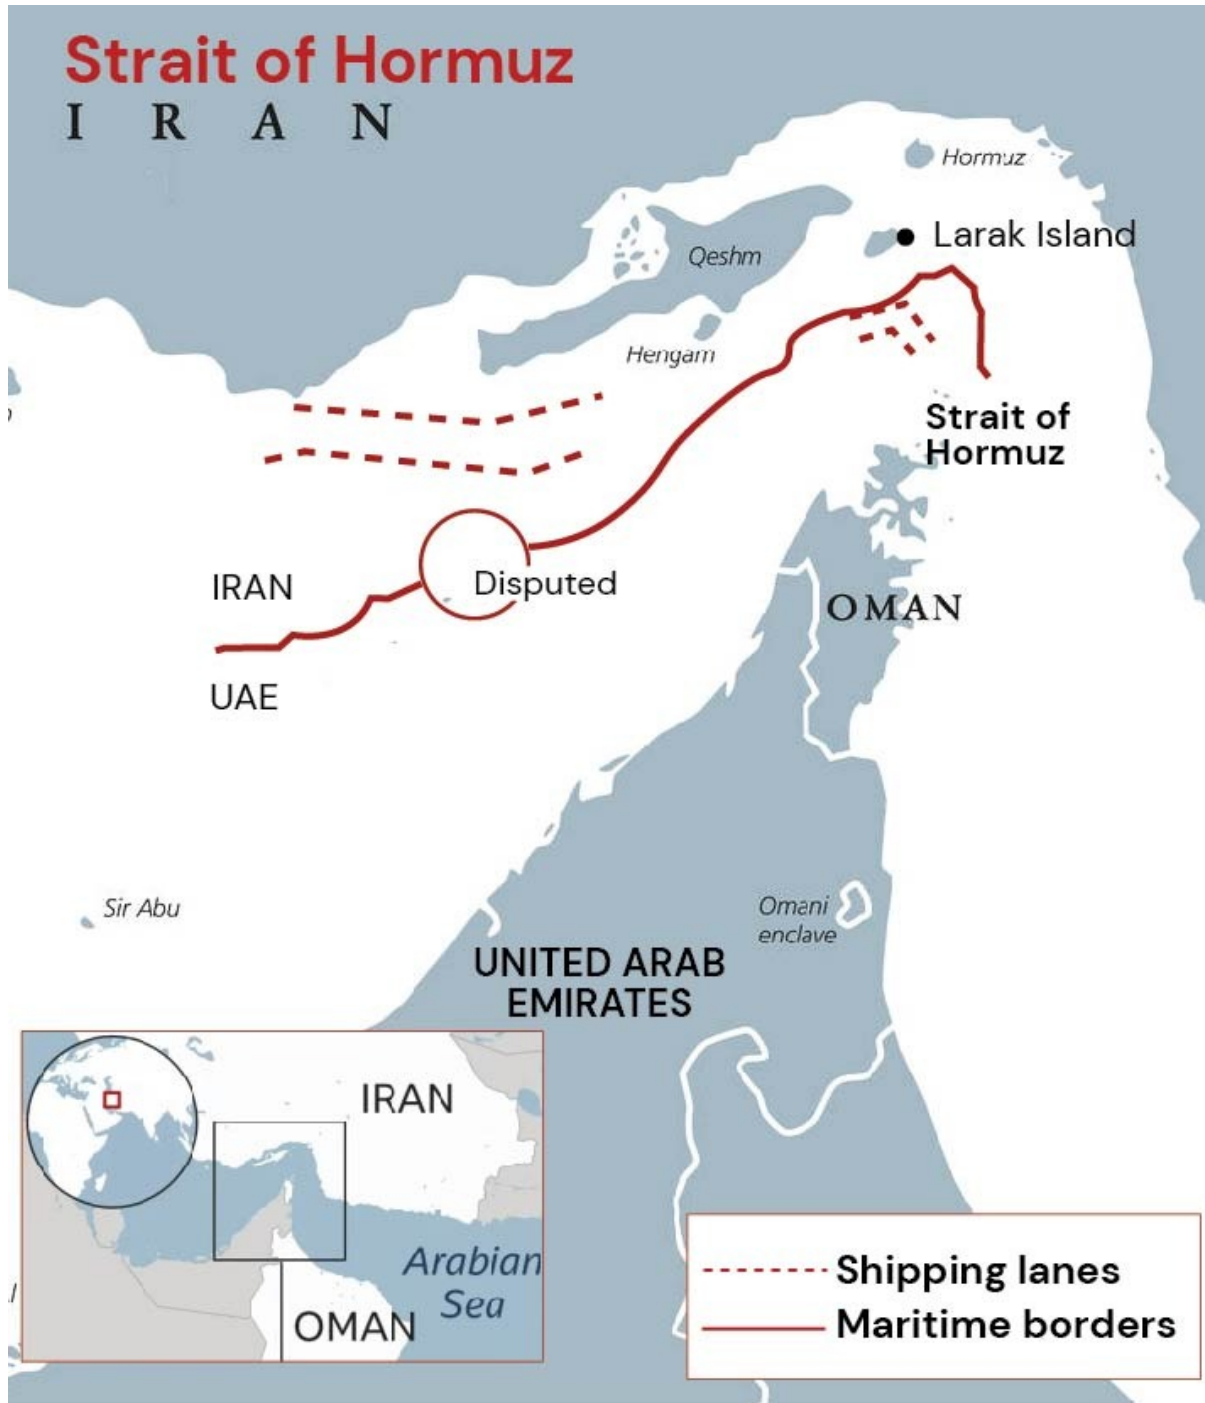 Strait of Hormuz
IRAN
Hormuz
Larak Island
Qeshm
Hengam
Strait of
Hormuz
Disputed
IRAN
OMAN
UAE
Sir Abu
Omani
enclave
UNITED ARAB
EMIRATES
IRAN
Arabian
Sea
OMAN
Shipping lanes
Maritime borders